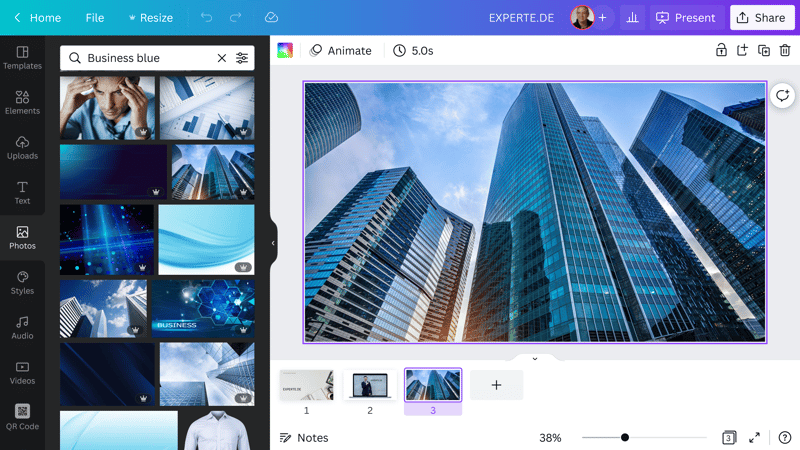 Home File Resize EXPERTE.DE + Present Share
Templates
Elements
Uploads
Text
Photos
Styles
Audio
Videos
QR Code
Business blue
BUSINESS
Animate 5.0s
EXPERTE.DE
1 2 3
Notes 38% 3 ?